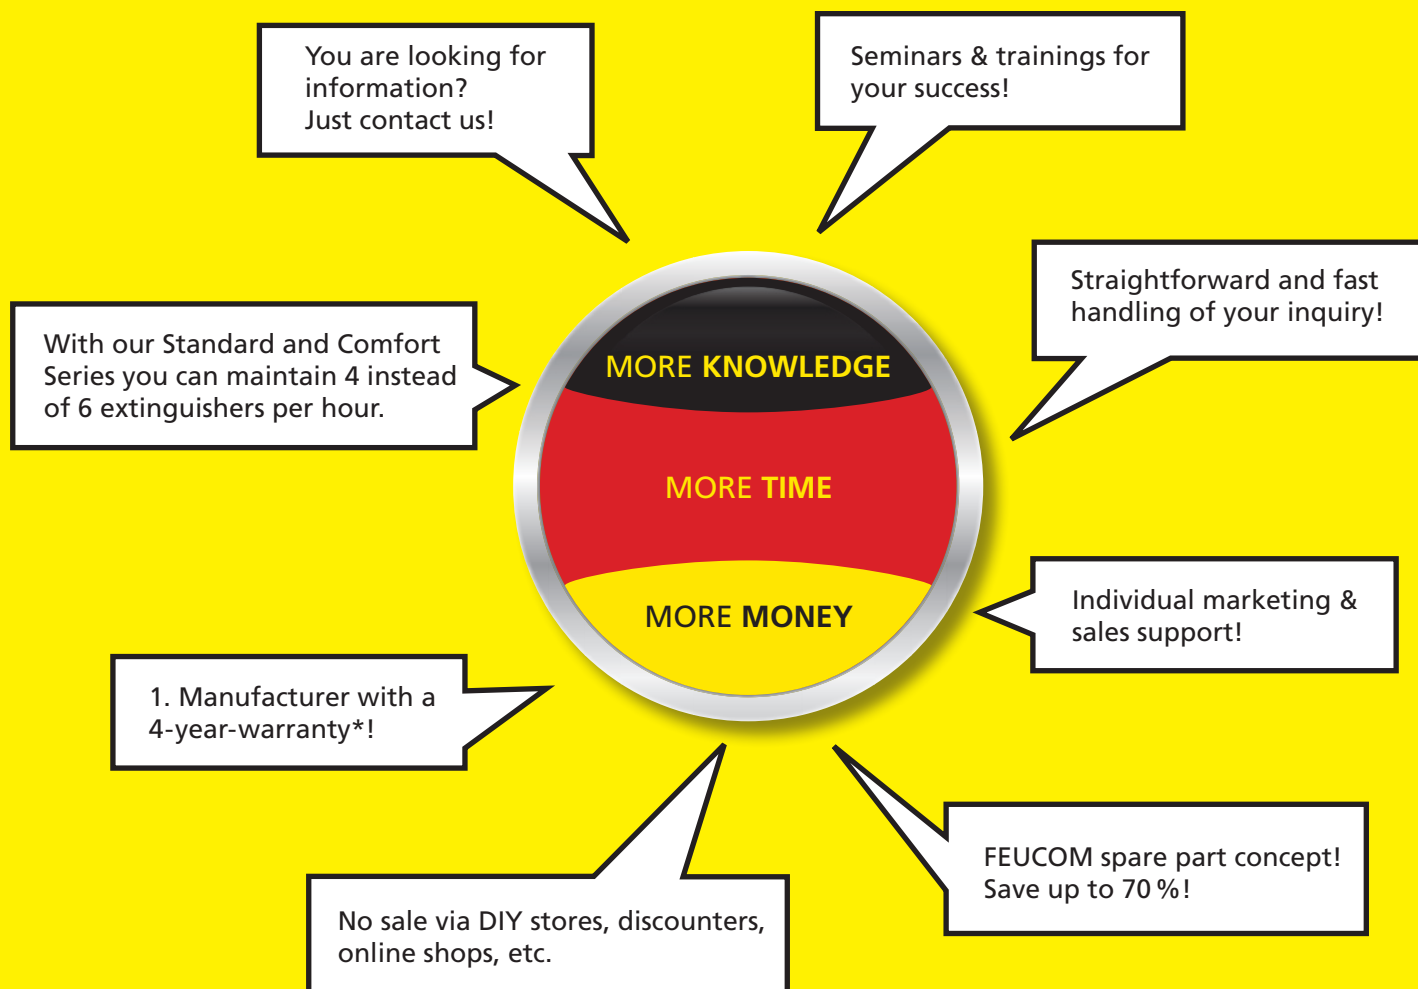 You are looking for
information?
Just contact us!
Seminars & trainings for
your success!
Straightforward and fast
handling of your inquiry!
With our Standard and Comfort
Series you can maintain 4 instead
of 6 extinguishers per hour.
MORE KNOWLEDGE
MORE TIME
MORE MONEY
Individual marketing &
sales support!
1. Manufacturer with a
4-year-warranty*!
FEUCOM spare part concept!
Save up to 70 %!
No sale via DIY stores, discounters,
online shops, etc.